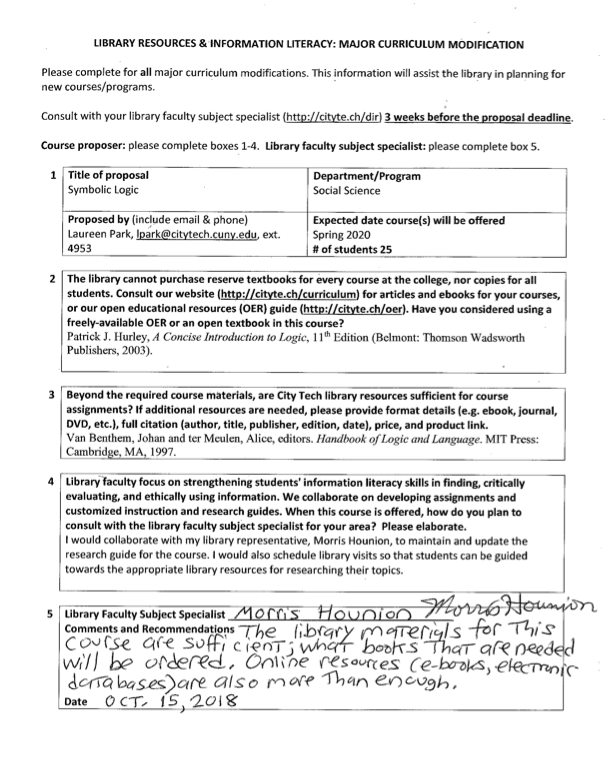 LIBRARY RESOURCES & INFORMATION LITERACY: MAJOR CURRICULUM MODIFICATION
Please complete for all major curriculum modifications. This information will assist the library in planning for
new courses/programs.
Consult with your library faculty subject specialist (http://cityte.ch/dir) 3 weeks before the proposal deadline.
Course proposer: please complete boxes 1-4. Library faculty subject specialist: please complete box 5.
1 Title of proposal
Symbolic Logic
Department/Program
Social Science
Proposed by (include email & phone)
Laureen Park, lpark@citytech.cuny.edu, ext.
4953
Expected date course(s) will be offered
Spring 2020
# of students 25
2 The library cannot purchase reserve textbooks for every course at the college, nor copies for all
students. Consult our website (http://cityte.ch/curriculum) for articles and ebooks for your courses,
or our open educational resources (OER) guide (http://cityte.ch/oer). Have you considered using a
freely-available OER or an open textbook in this course?
Patrick J. Hurley, A Concise Introduction to Logic, 11th Edition (Belmont: Thomson Wadsworth
Publishers, 2003).
3 Beyond the required course materials, are City Tech library resources sufficient for course
assignments? If additional resources are needed, please provide format details (e.g. ebook, journal,
DVD, etc.), full citation (author, title, publisher, edition, date), price, and product link.
Van Benthem, Johan and ter Meulen, Alice, editors. Handbook of Logic and Language. MIT Press:
Cambridge, MA, 1997.
4 Library faculty focus on strengthening students' information literacy skills in finding, critically
evaluating, and ethically using information. We collaborate on developing assignments and
customized instruction and research guides. When this course is offered, how do you plan to
consult with the library faculty subject specialist for your area? Please elaborate.
I would collaborate with my library representative, Morris Hounion, to maintain and update the
research guide for the course. I would also schedule library visits so that students can be guided
towards the appropriate library resources for researching their topics.
5 Library Faculty Subject Specialist Morris Hounion Morris Hounion
Comments and Recommendations The library materials for This
course are sufficient; what books That are needed
will be ordered. Online resources (e-books, electronic
databases) are also more Than enough.
Date OCT. 15, 2018